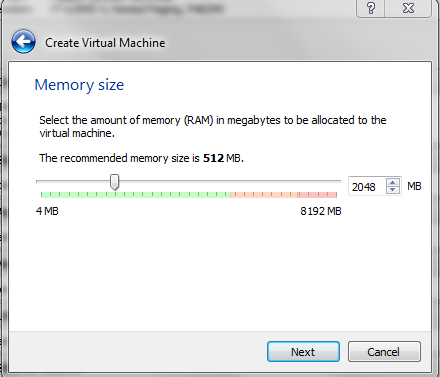 Create Virtual Machine
Memory size
Select the amount of memory (RAM) in megabytes to be allocated to the
virtual machine.
The recommended memory size is 512 MB.
2048 MB
4 MB 8192 MB
Next Cancel